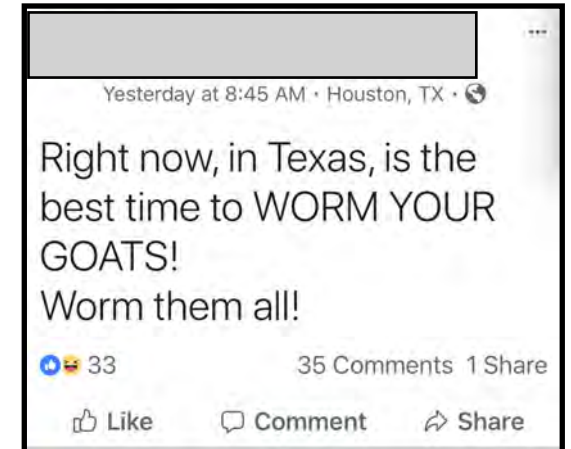 Yesterday at 8:45 AM · Houston, TX ·
Right now, in Texas, is the
best time to WORM YOUR
GOATS!
Worm them all!
33 35 Comments 1 Share
Like Comment Share